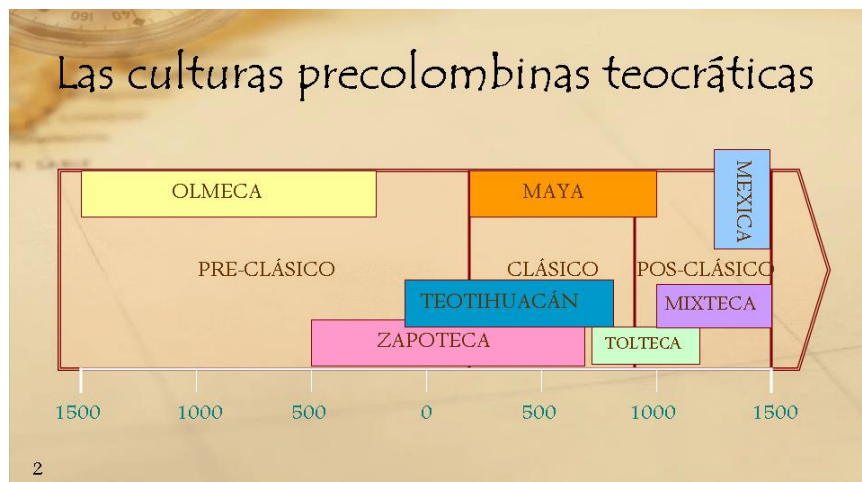 Las culturas precolombinas teocráticas
OLMECA
MAYA
MEXICA
PRE-CLÁSICO
CLÁSICO
POS-CLÁSICO
TEOTIHUACÁN
MIXTECA
ZAPOTECA
TOLTECA
1500 1000 500 0 500 1000 1500
2